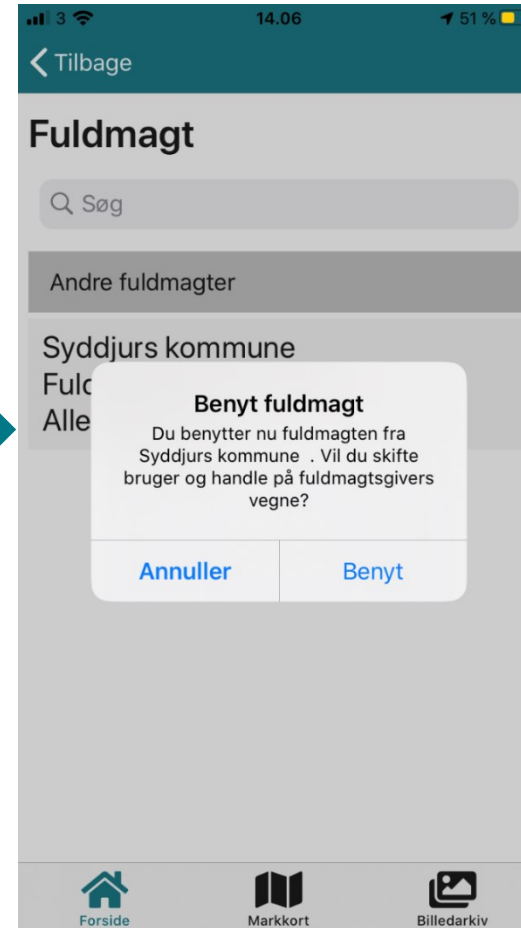 3 14.06 51 %
Tilbage
Fuldmagt
Søg
Andre fuldmagter
Syddjurs kommune
Alle
Benyt fuldmagt
Du benytter nu fuldmagten fra
Syddjurs kommune . Vil du skifte
bruger og handle på fuldmagtsgivers
vegne?
Annuller Benyt
Forside Markkort Billedarkiv